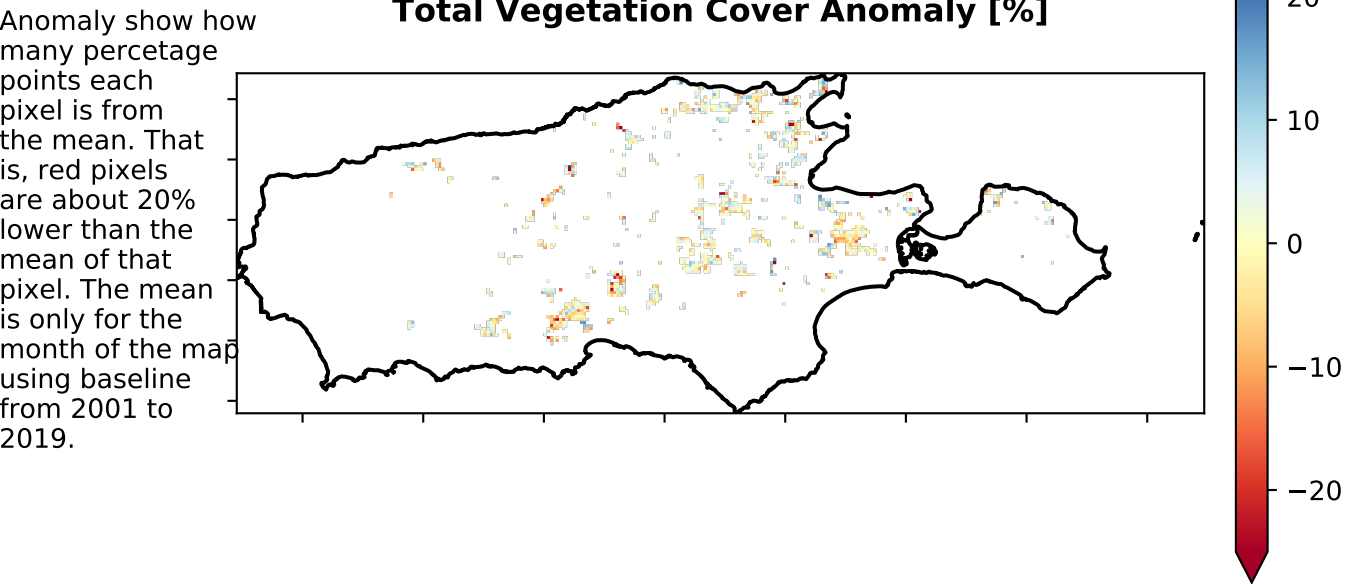 Total Vegetation Cover Anomaly [%]
Anomaly show how
many percetage
points each
pixel is from
the mean. That
is, red pixels
are about 20%
lower than the
mean of that
pixel. The mean
is only for the
month of the map
using baseline
from 2001 to
2019.
20
10
0
−10
−20